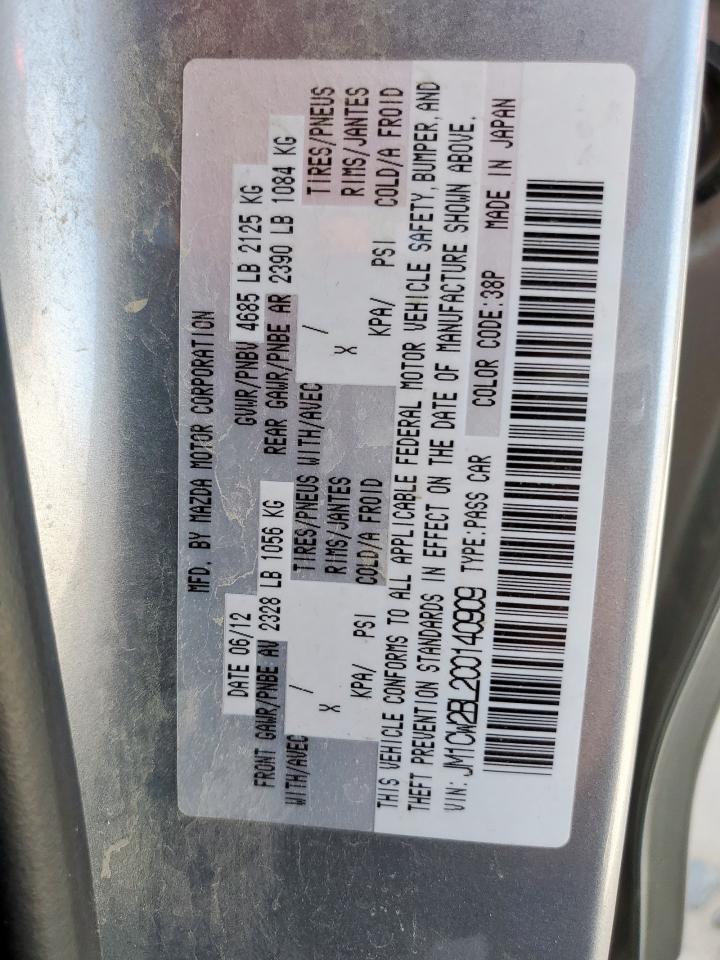 MFD. BY MAZDA MOTOR CORPORATION
DATE 06/12 GVWR/PNBV 4685 LB 2125 KG
FRONT GAWR/PNBE AV 2328 LB 1056 KG REAR GAWR/PNBE AR 2390 LB 1084 KG
WITH/AVEC / TIRES/PNEUS WITH/AVEC / TIRES/PNEUS
X RIMS/JANTES X RIMS/JANTES
KPA/ PSI COLD/A FROID KPA/ PSI COLD/A FROID
THIS VEHICLE CONFORMS TO ALL APPLICABLE FEDERAL MOTOR VEHICLE SAFETY, BUMPER, AND
THEFT PREVENTION STANDARDS IN EFFECT ON THE DATE OF MANUFACTURE SHOWN ABOVE.
VIN: JM1CW2BL2C0140909 TYPE:PASS CAR COLOR CODE:38P MADE IN JAPAN